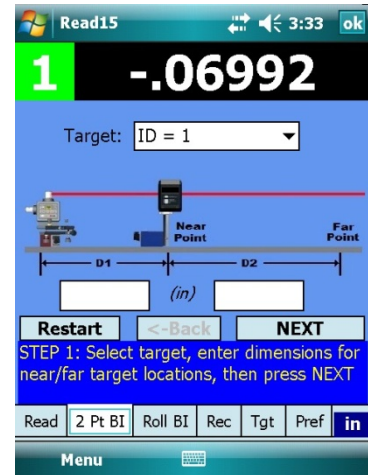 Read15 3:33 ok
1 -.06992
Target: ID = 1
Near Point
Far Point
D1 D2
(in)
Restart <-Back NEXT
STEP 1: Select target, enter dimensions for
near/far target locations, then press NEXT
Read 2 Pt BI Roll BI Rec Tgt Pref in
Menu